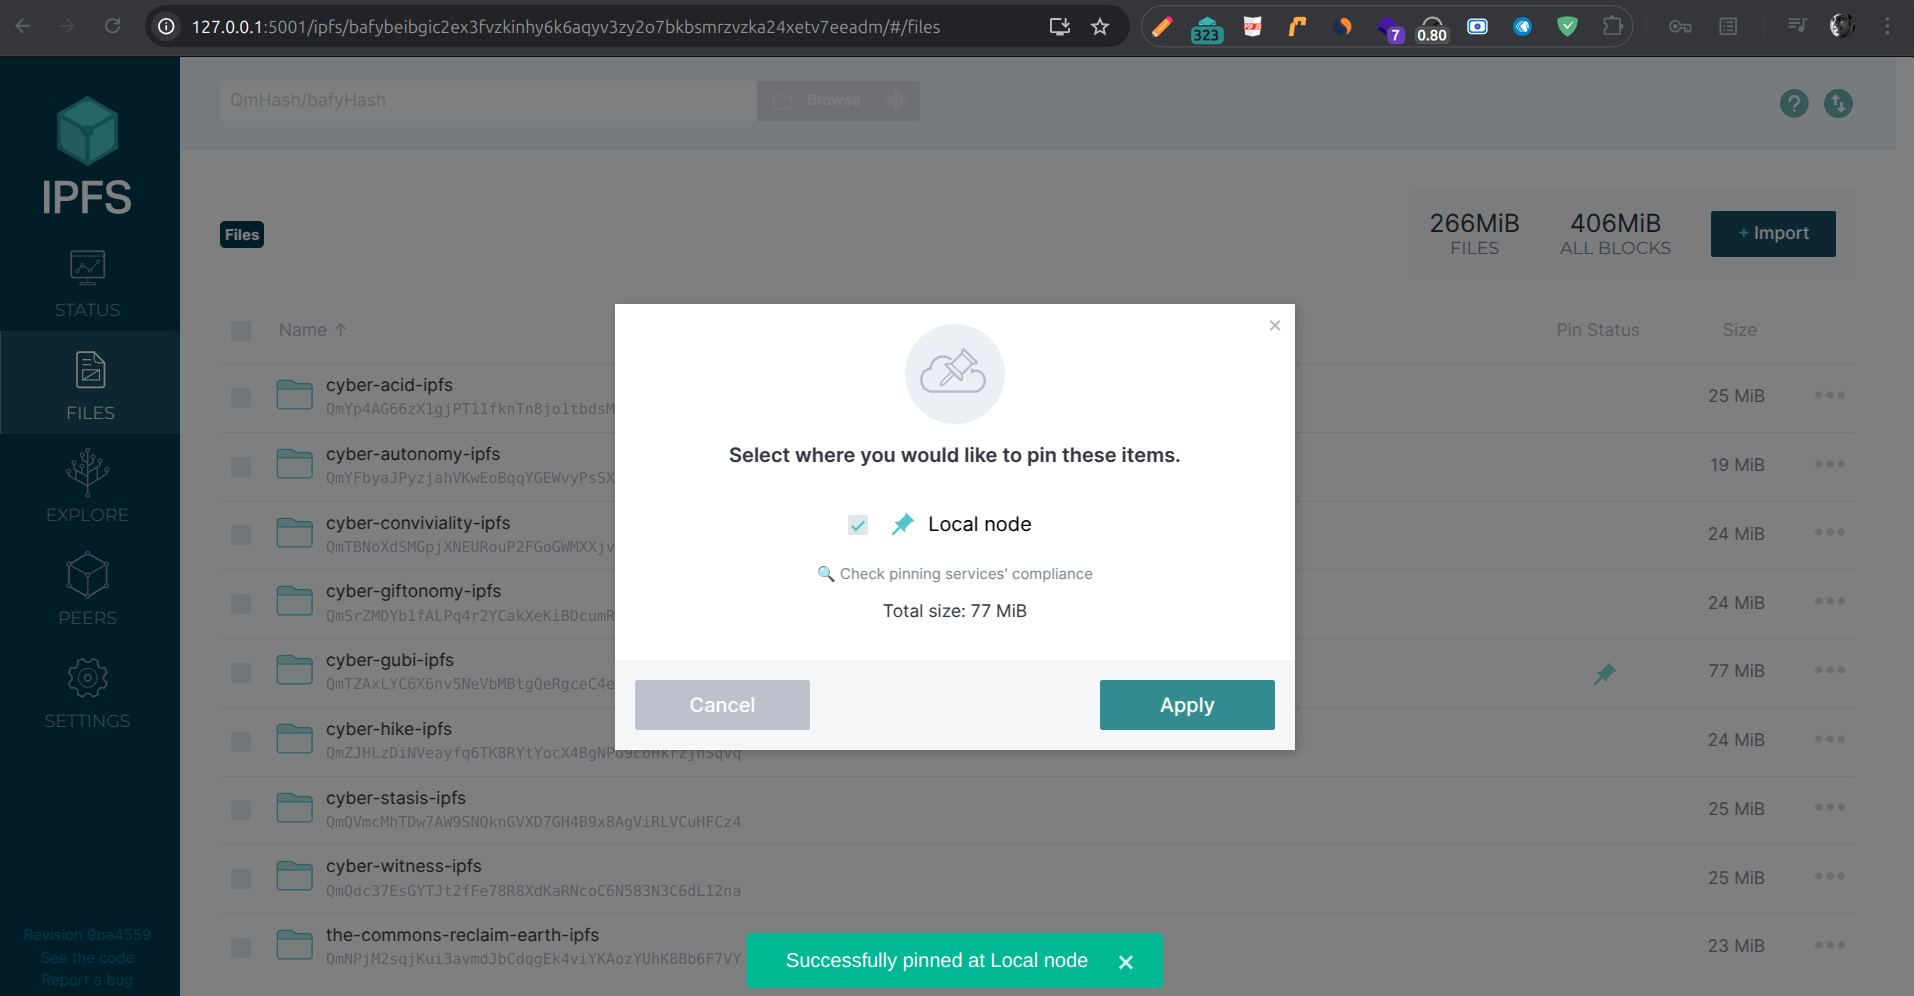 127.0.0.1:5001/ipfs/bafybeibgic2ex3fvzkinhy6k6aqyv3zy2o7bkbsmrzvzka24xetv7eeadm/#/files
323
7
0.80
QmHash/bafyHash
Browse
IPFS
STATUS
FILES
EXPLORE
PEERS
SETTINGS
Revision 9ba4559
See the code
Report a bug
Files
266MiB
FILES
406MiB
ALL BLOCKS
+ Import
Name ↑
Pin Status
Size
cyber-acid-ipfs
QmYp4AG66zX1gjPT11fknTn8jo1tbdsM
25 MiB
cyber-autonomy-ipfs
QmYFbyaJPyzjahVKwEoBqqYGEWvyPsSX
19 MiB
cyber-conviviality-ipfs
QmTBNoXdSMGpjXNEURouP2FGoGWMXXjv
24 MiB
cyber-giftonomy-ipfs
QmSrZMDYb1fALPq4r2YCakXeKiBDcumR
24 MiB
cyber-gubi-ipfs
QmTZAxLYC6X6nv5NeVbMBtgQeRgceC4e
77 MiB
cyber-hike-ipfs
24 MiB
cyber-stasis-ipfs
QmQVmcMhTDw7AW9SNQknGVXD7GH4B9x8AgViRLVCuHFCz4
25 MiB
cyber-witness-ipfs
QmQdc37EsGYTJt2fFe78R8XdKaRNcoC6N583N3C6dL12na
25 MiB
the-commons-reclaim-earth-ipfs
QmNPjM2sqjKui3avmdJbCdqgEk4viYKAozYUhK8Bb6F7VY
23 MiB
Select where you would like to pin these items.
Local node
Check pinning services' compliance
Total size: 77 MiB
Cancel
Apply
Successfully pinned at Local node